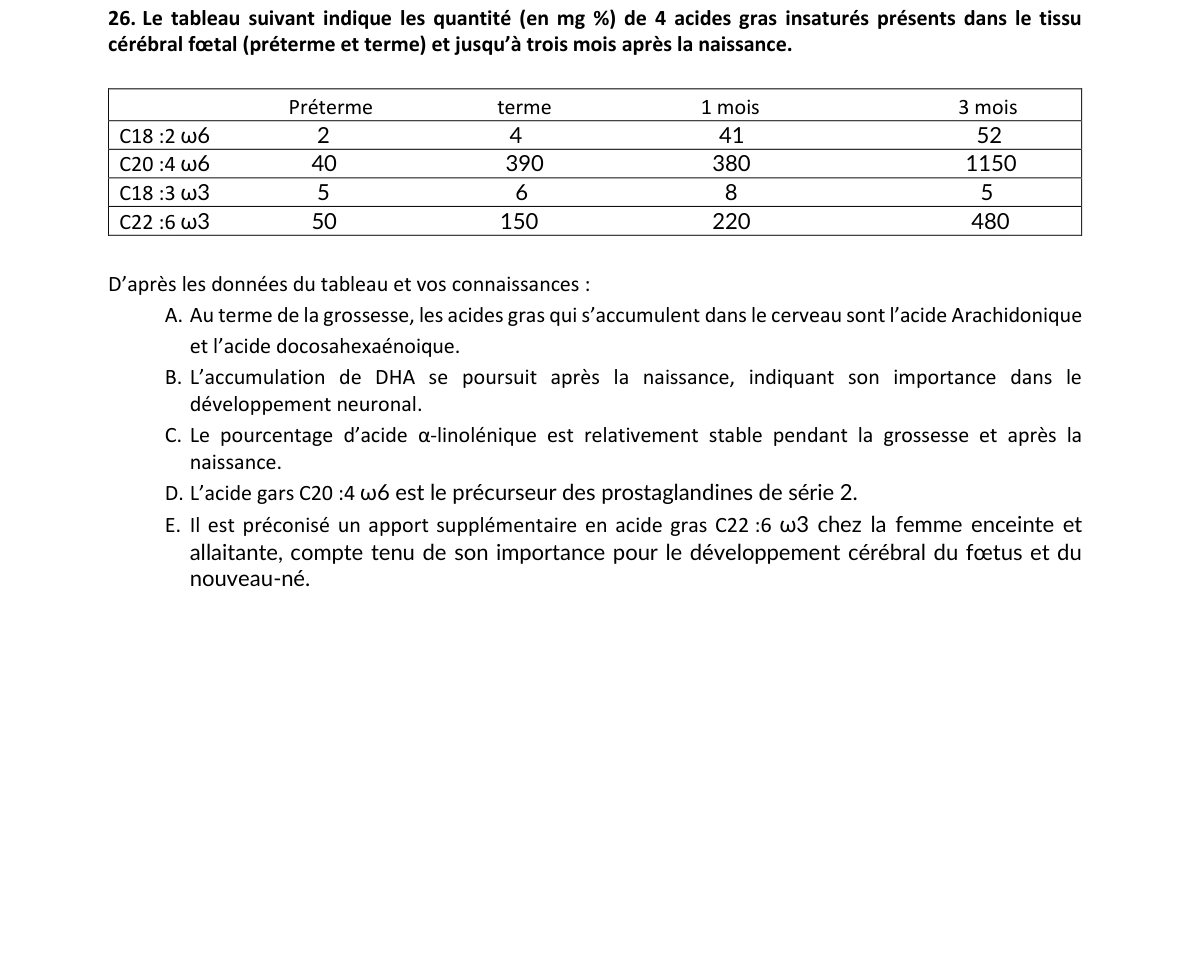 26. Le tableau suivant indique les quantité (en mg %) de 4 acides gras insaturés présents dans le tissu
cérébral fœtal (préterme et terme) et jusqu’à trois mois après la naissance.
Préterme terme 1 mois 3 mois
C18 :2 ω6 2 4 41 52
C20 :4 ω6 40 390 380 1150
C18 :3 ω3 5 6 8 5
C22 :6 ω3 50 150 220 480
D’après les données du tableau et vos connaissances :
A. Au terme de la grossesse, les acides gras qui s’accumulent dans le cerveau sont l’acide Arachidonique
et l’acide docosahexaénoique.
B. L’accumulation de DHA se poursuit après la naissance, indiquant son importance dans le
développement neuronal.
C. Le pourcentage d’acide α-linolénique est relativement stable pendant la grossesse et après la
naissance.
D. L’acide gars C20 :4 ω6 est le précurseur des prostaglandines de série 2.
E. Il est préconisé un apport supplémentaire en acide gras C22 :6 ω3 chez la femme enceinte et
allaitante, compte tenu de son importance pour le développement cérébral du fœtus et du
nouveau-né.